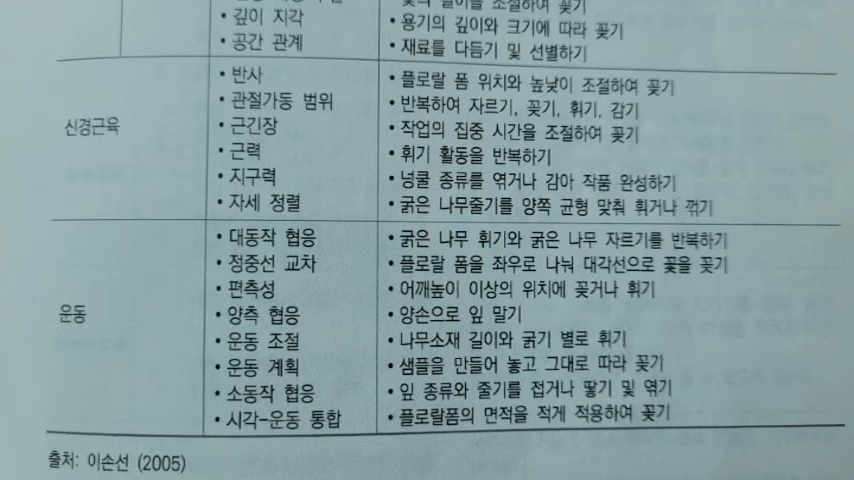 길이를 조절하여 꽂기
• 깊이 지각 • 용기의 깊이와 크기에 따라 꽂기
• 공간 관계 • 재료를 다듬기 및 선별하기
• 반사 • 플로랄 폼 위치와 높낮이 조절하여 꽂기
• 관절가동 범위 • 반복하여 자르기, 꽂기, 휘기, 감기
신경근육 • 근긴장 • 작업의 집중 시간을 조절하여 꽂기
• 근력 • 휘기 활동을 반복하기
• 지구력 • 넝쿨 종류를 엮거나 감아 작품 완성하기
• 자세 정렬 • 굵은 나무줄기를 양쪽 균형 맞춰 휘거나 꺾기
• 대동작 협응 • 굵은 나무 휘기와 굵은 나무 자르기를 반복하기
• 정중선 교차 • 플로랄 폼을 좌우로 나눠 대각선으로 꽃을 꽂기
• 편측성 • 어깨높이 이상의 위치에 꽂거나 휘기
운동 • 양측 협응 • 양손으로 잎 말기
• 운동 조절 • 나무소재 길이와 굵기 별로 휘기
• 운동 계획 • 샘플을 만들어 놓고 그대로 따라 꽂기
• 소동작 협응 • 잎 종류와 줄기를 접거나 땋기 및 엮기
• 시각-운동 통합 • 플로랄폼의 면적을 적게 적용하여 꽂기
출처: 이손선 (2005)